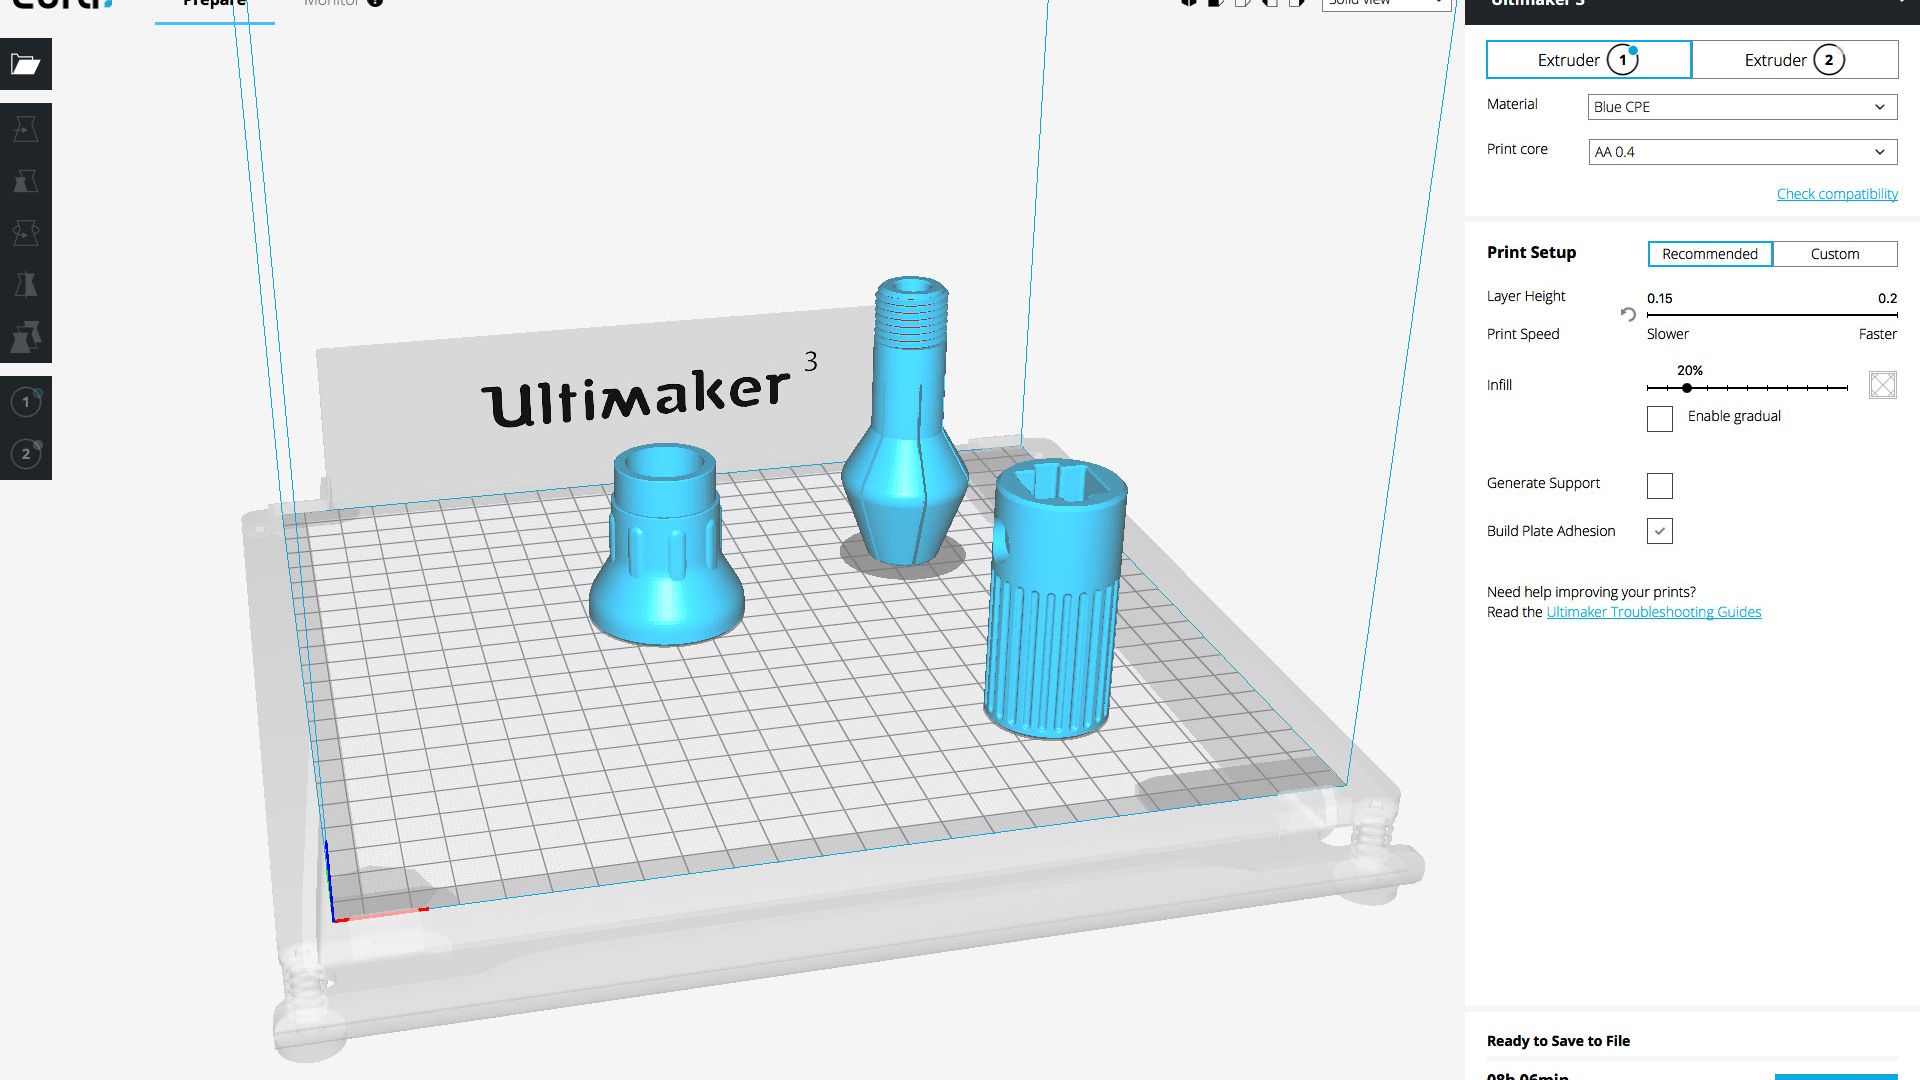 cura.
Prepare
Monitor
Solid view
Ultimaker 3
Extruder 1
Extruder 2
Material
Blue CPE
Print core
AA 0.4
Check compatibility
Print Setup
Recommended
Custom
Layer Height
0.15
0.2
Print Speed
Slower
Faster
20%
Infill
Enable gradual
Generate Support
Build Plate Adhesion
Need help improving your prints?
Read the Ultimaker Troubleshooting Guides
Ready to Save to File
08h 06min
1
2
Ultimaker 3